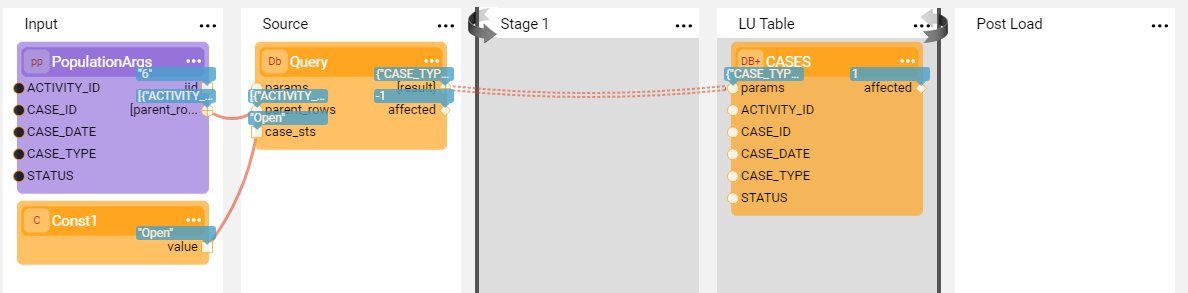 Input
Source
Stage 1
LU Table
Post Load
pp PopulationArgs
"6"
ACTIVITY_ID iid
[{"ACTIVITY_...
CASE_ID [parent_ro...
CASE_DATE
CASE_TYPE
STATUS
C Const1
"Open"
value
Db Query
{"CASE_TYP...
params [result]
[{"ACTIVITY_... -1
parent_rows affected
"Open"
case_sts
DB+ CASES
{"CASE_TYP... 1
params affected
ACTIVITY_ID
CASE_ID
CASE_DATE
CASE_TYPE
STATUS